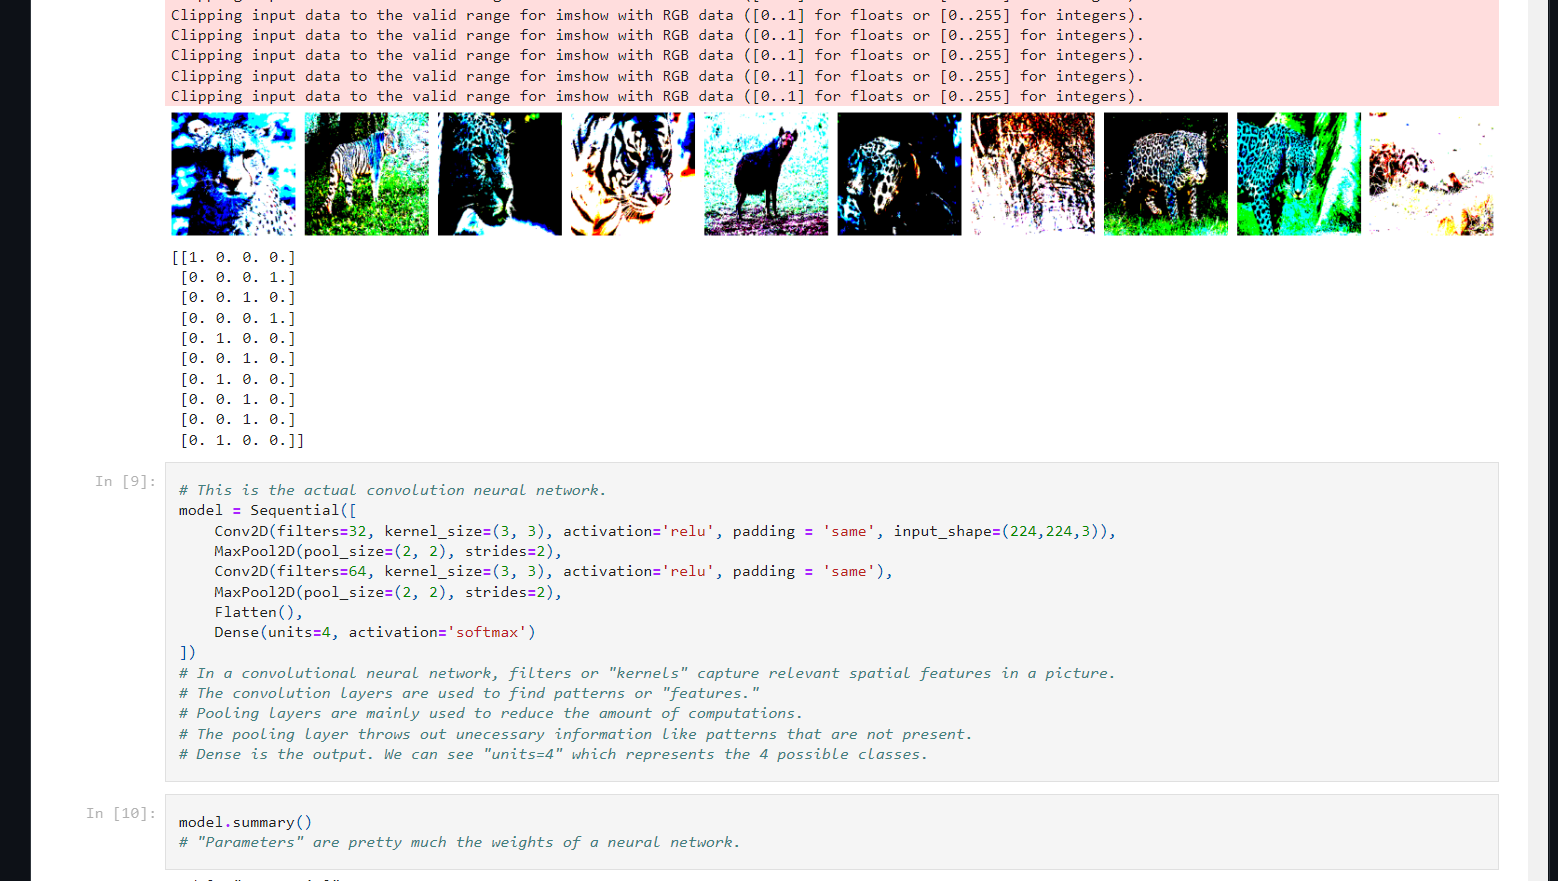 Clipping input data to the valid range for imshow with RGB data ([0..1] for floats or [0..255] for integers).
Clipping input data to the valid range for imshow with RGB data ([0..1] for floats or [0..255] for integers).
Clipping input data to the valid range for imshow with RGB data ([0..1] for floats or [0..255] for integers).
Clipping input data to the valid range for imshow with RGB data ([0..1] for floats or [0..255] for integers).
Clipping input data to the valid range for imshow with RGB data ([0..1] for floats or [0..255] for integers).
[[1. 0. 0. 0.]
 [0. 0. 0. 1.]
 [0. 0. 1. 0.]
 [0. 0. 0. 1.]
 [0. 1. 0. 0.]
 [0. 0. 1. 0.]
 [0. 1. 0. 0.]
 [0. 0. 1. 0.]
 [0. 0. 1. 0.]
 [0. 1. 0. 0.]]
In [9]:
# This is the actual convolution neural network.
model = Sequential([
    Conv2D(filters=32, kernel_size=(3, 3), activation='relu', padding = 'same', input_shape=(224,224,3)),
    MaxPool2D(pool_size=(2, 2), strides=2),
    Conv2D(filters=64, kernel_size=(3, 3), activation='relu', padding = 'same'),
    MaxPool2D(pool_size=(2, 2), strides=2),
    Flatten(),
    Dense(units=4, activation='softmax')
])
# In a convolutional neural network, filters or "kernels" capture relevant spatial features in a picture.
# The convolution layers are used to find patterns or "features."
# Pooling layers are mainly used to reduce the amount of computations.
# The pooling layer throws out unecessary information like patterns that are not present.
# Dense is the output. We can see "units=4" which represents the 4 possible classes.
In [10]:
model.summary()
# "Parameters" are pretty much the weights of a neural network.